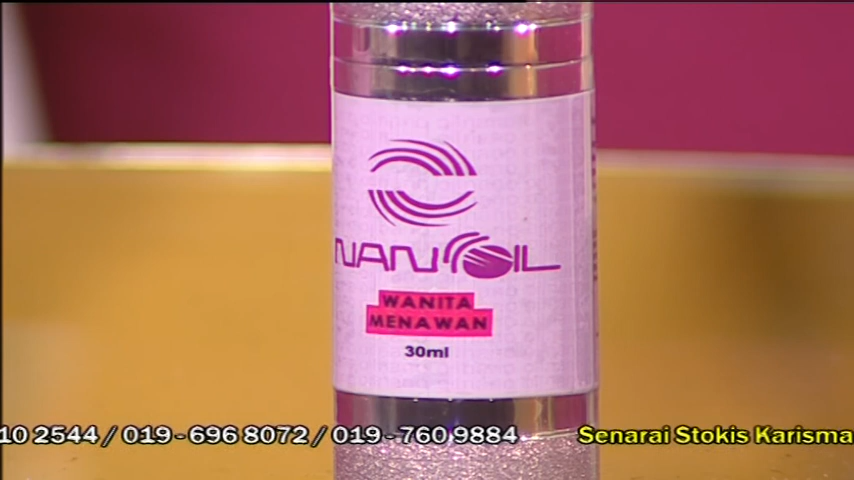 NANOIL
WANITA
MENAWAN
30ml
10 2544 / 019-696 8072 / 019-760 9884 Senarai Stokis Karisma